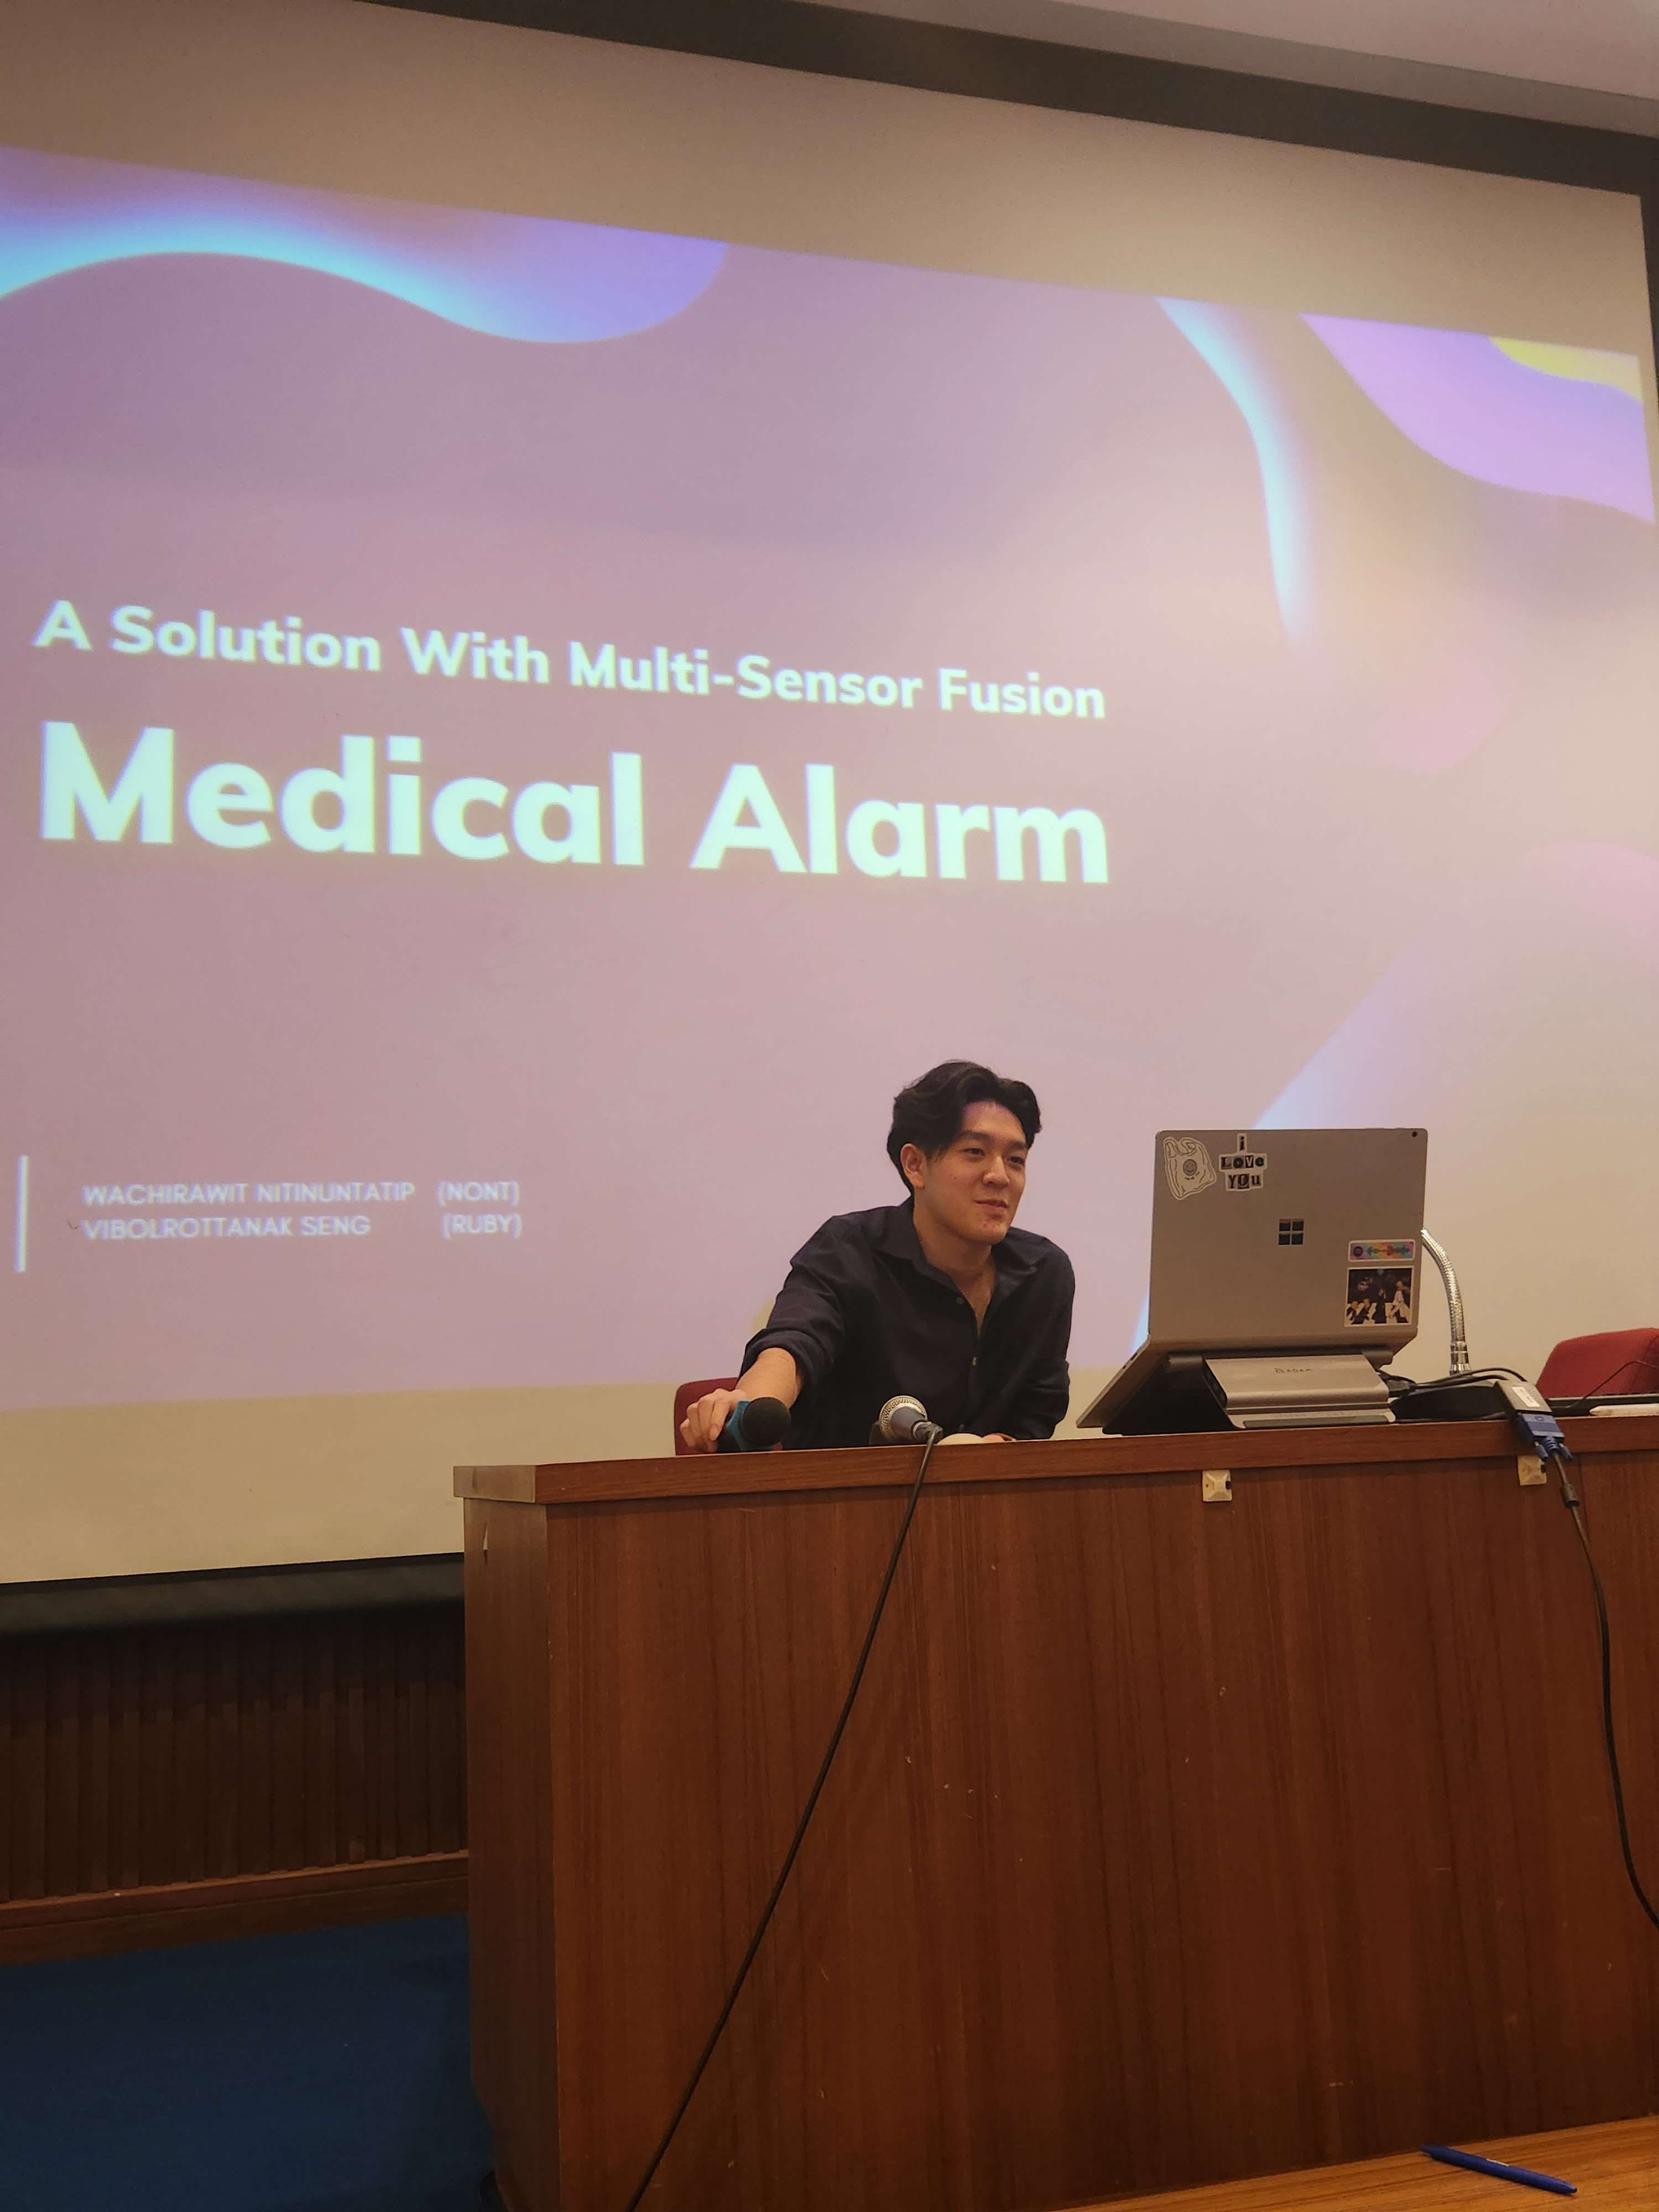 A Solution With Multi-Sensor Fusion
Medical Alarm
WACHIRAWIT NITINUNTATIP (NONT)
VIBOLROTTANAK SENG (RUBY)
i
LOVE
YOU